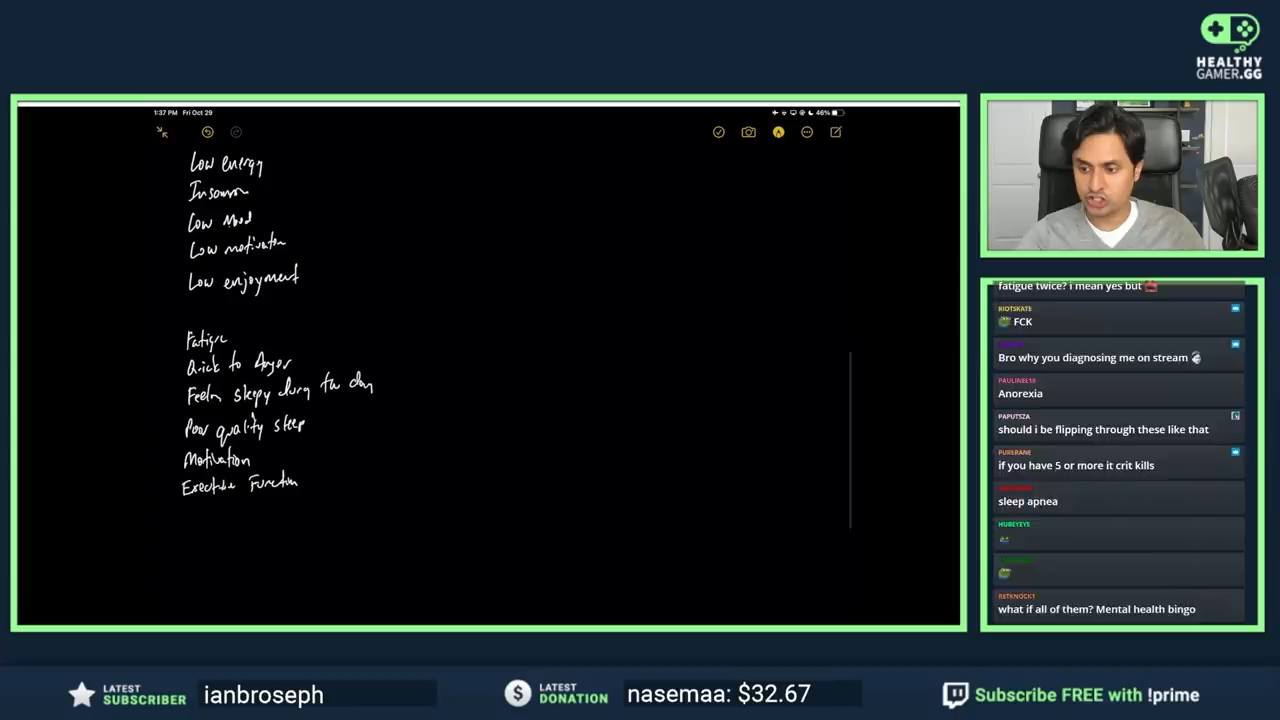 HEALTHY
GAMER.GG
1:37 PM Fri Oct 29
46%
Low energy
Insomnia
Low Mood
Low motivation
Low enjoyment
Fatigue
Quick to Anger
sleepy during the day
Poor quality sleep
Motivation
Executive Function
fatigue twice? i mean yes but
RIOTSKATE
FCK
Bro why you diagnosing me on stream
PAULINEE18
Anorexia
PAPUTSZA
should i be flipping through these like that
PURERANE
if you have 5 or more it crit kills
sleep apnea
HUBEYEYE
RETKNOCK1
what if all of them? Mental health bingo
LATEST SUBSCRIBER ianbroseph
LATEST DONATION nasemaa: $32.67
Subscribe FREE with !prime